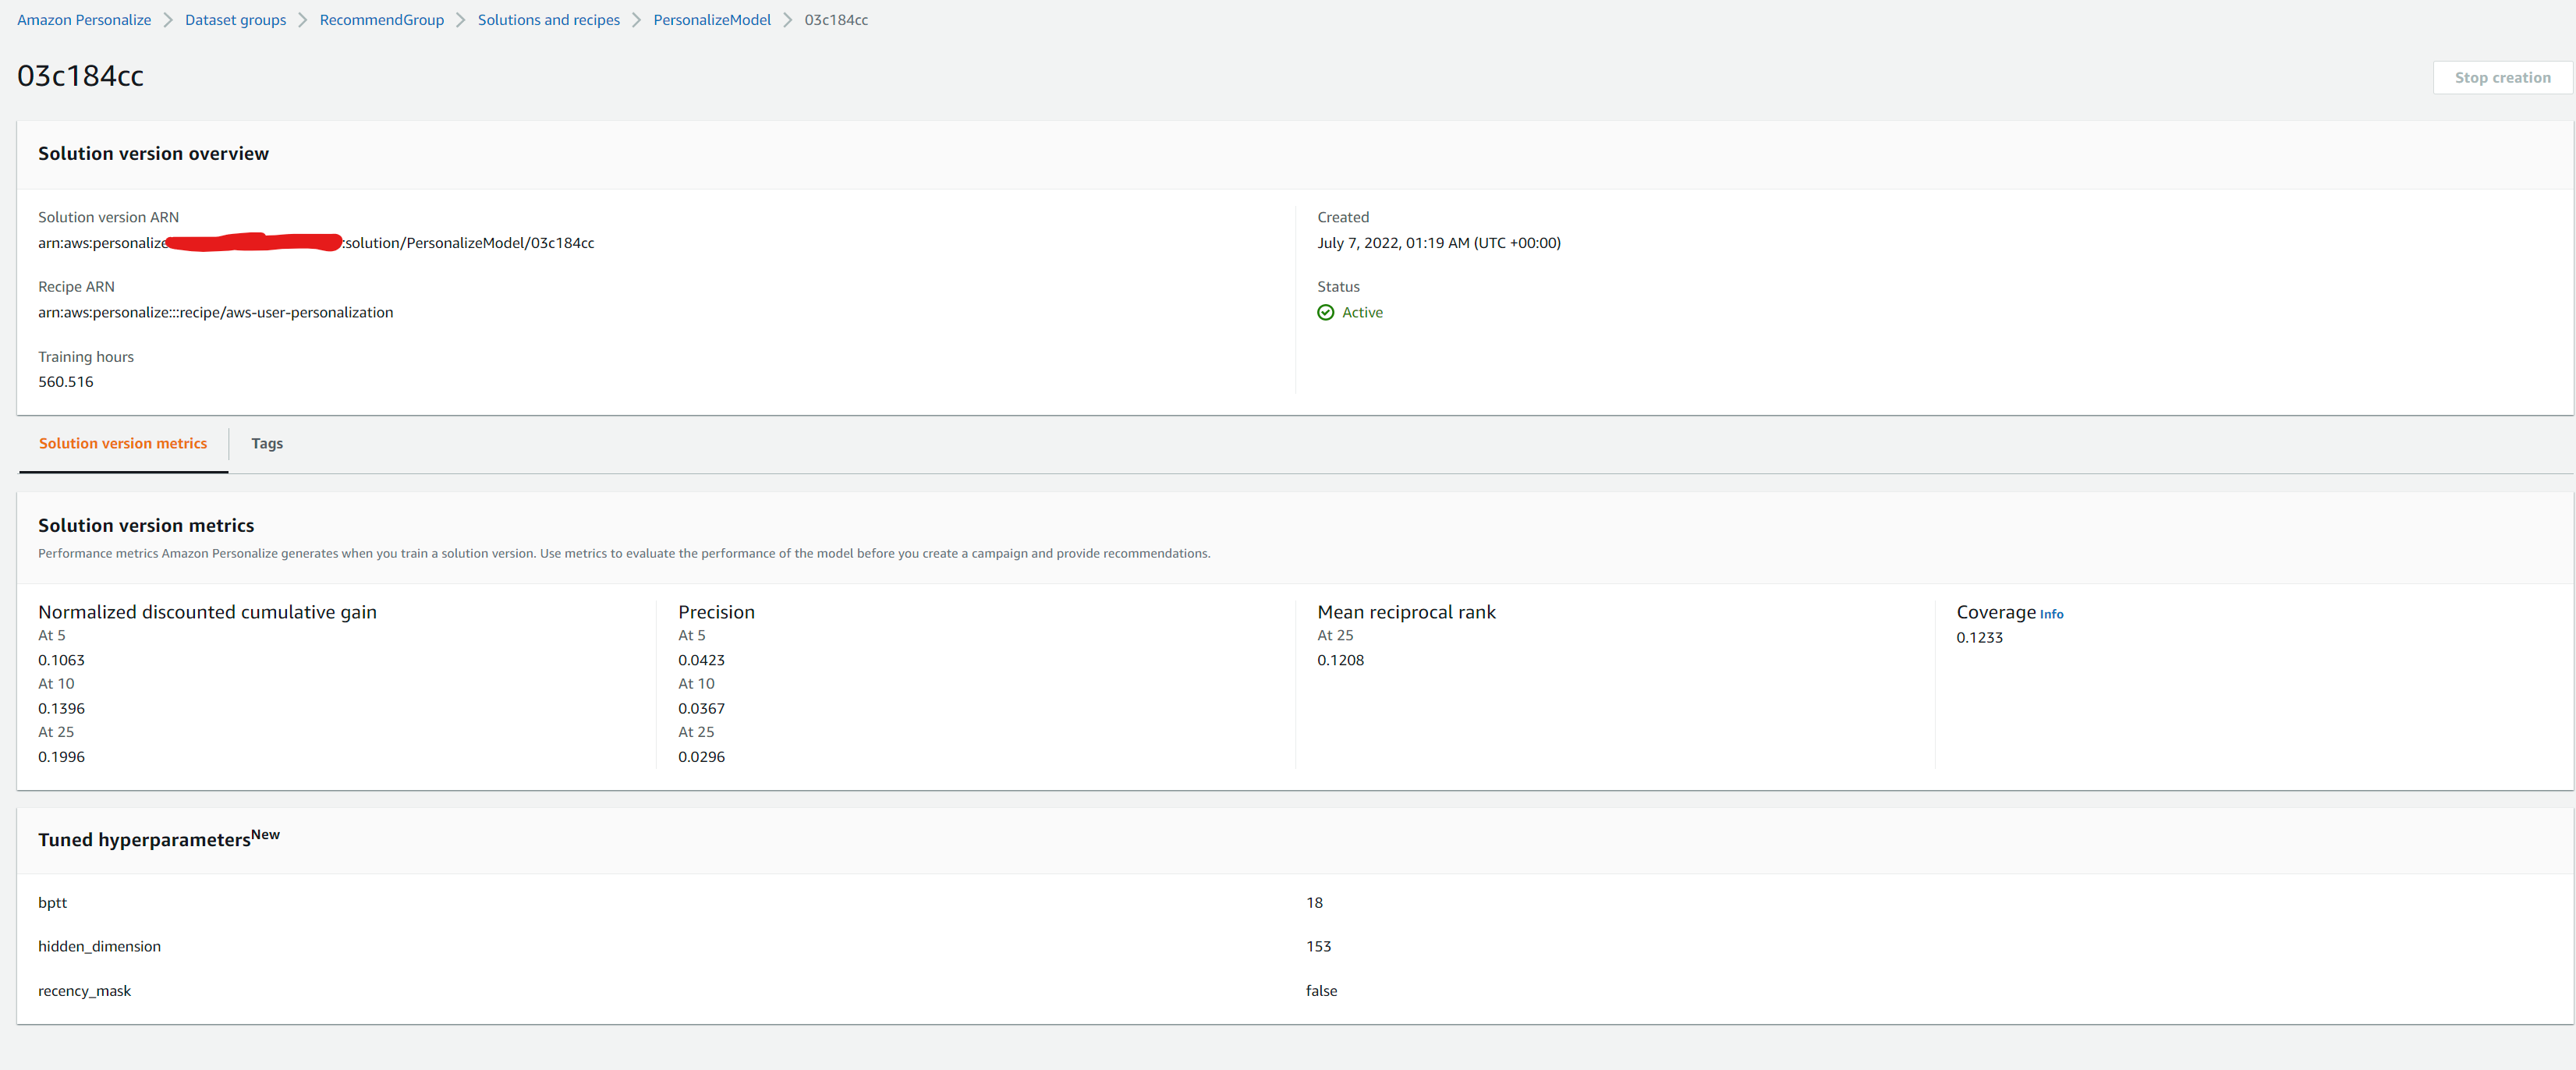 Amazon Personalize > Dataset groups > RecommendGroup > Solutions and recipes > PersonalizeModel > 03c184cc
03c184cc
Stop creation
Solution version overview
Solution version ARN
arn:aws:personalize :solution/PersonalizeModel/03c184cc
Recipe ARN
arn:aws:personalize:::recipe/aws-user-personalization
Training hours
560.516
Created
July 7, 2022, 01:19 AM (UTC +00:00)
Status
Active
Solution version metrics
Tags
Solution version metrics
Performance metrics Amazon Personalize generates when you train a solution version. Use metrics to evaluate the performance of the model before you create a campaign and provide recommendations.
Normalized discounted cumulative gain
At 5
0.1063
At 10
0.1396
At 25
0.1996
Precision
At 5
0.0423
At 10
0.0367
At 25
0.0296
Mean reciprocal rank
At 25
0.1208
Coverage Info
0.1233
Tuned hyperparameters New
bptt 18
hidden_dimension 153
recency_mask false